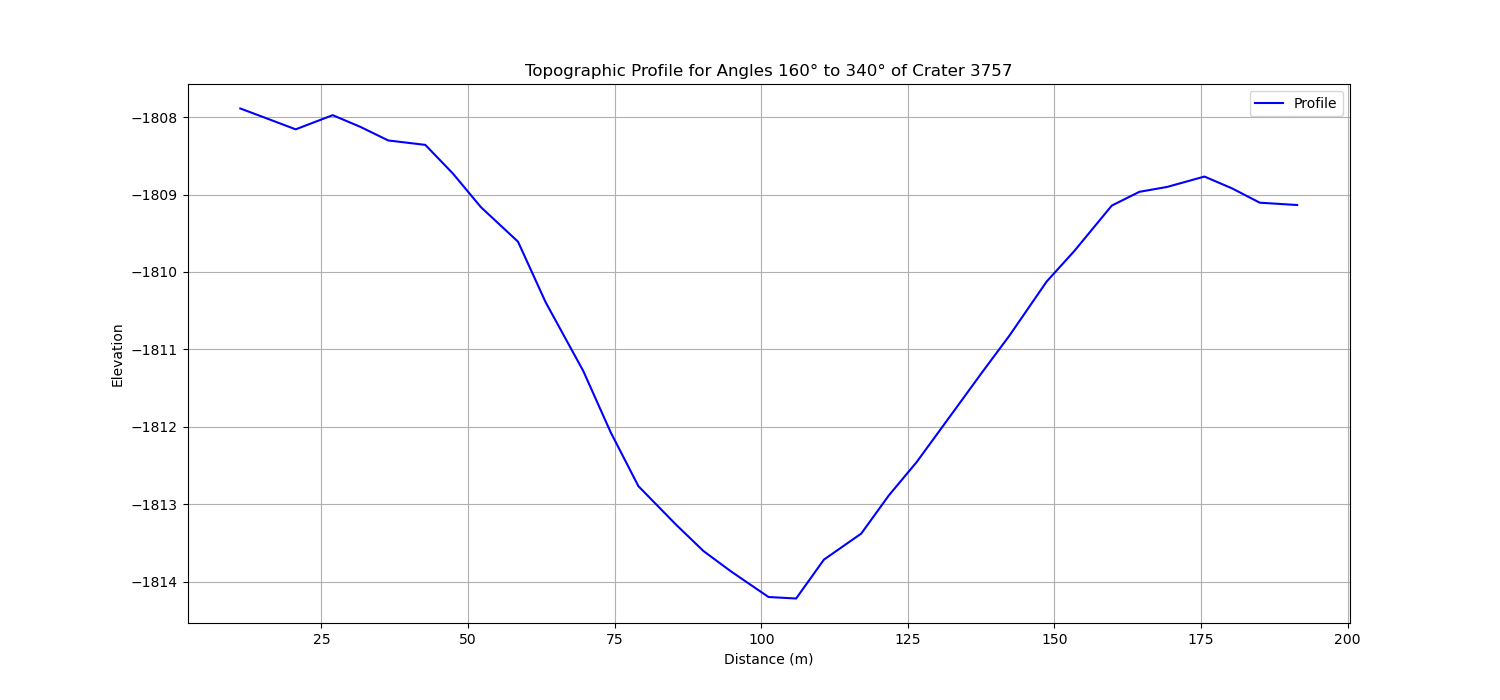 Topographic Profile for Angles 160° to 340° of Crater 3757
Profile
−1808
−1809
−1810
−1811
−1812
−1813
−1814
Elevation
25 50 75 100 125 150 175 200
Distance (m)